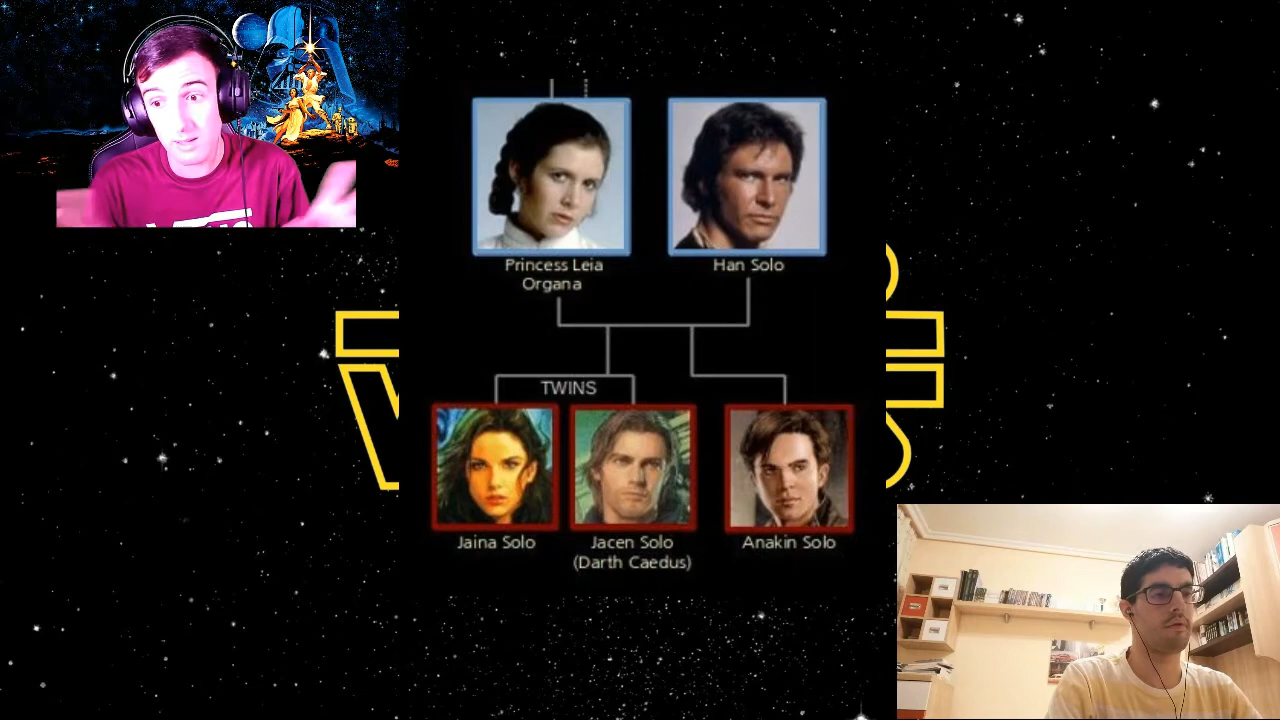 Princess Leia
Organa
Han Solo
TWINS
Jaina Solo
Jacen Solo
(Darth Caedus)
Anakin Solo